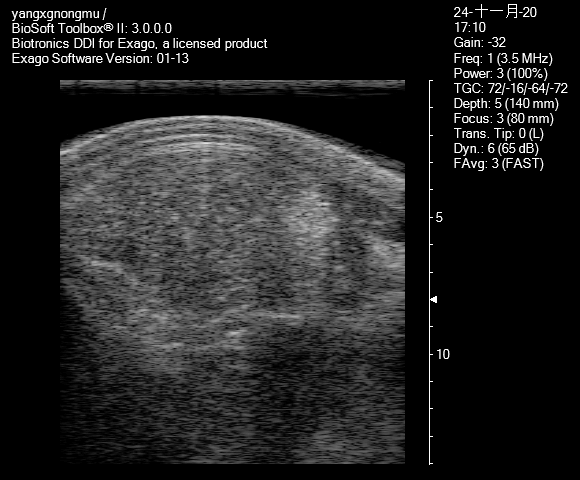 yangxgnongmu /
BioSoft Toolbox® II: 3.0.0.0
Biotronics DDI for Exago, a licensed product
Exago Software Version: 01-13
24-十一月-20
17:10
Gain: -32
Freq: 1 (3.5 MHz)
Power: 3 (100%)
TGC: 72/-16/-64/-72
Depth: 5 (140 mm)
Focus: 3 (80 mm)
Trans. Tip: 0 (L)
Dyn.: 6 (65 dB)
FAvg: 3 (FAST)
5
10